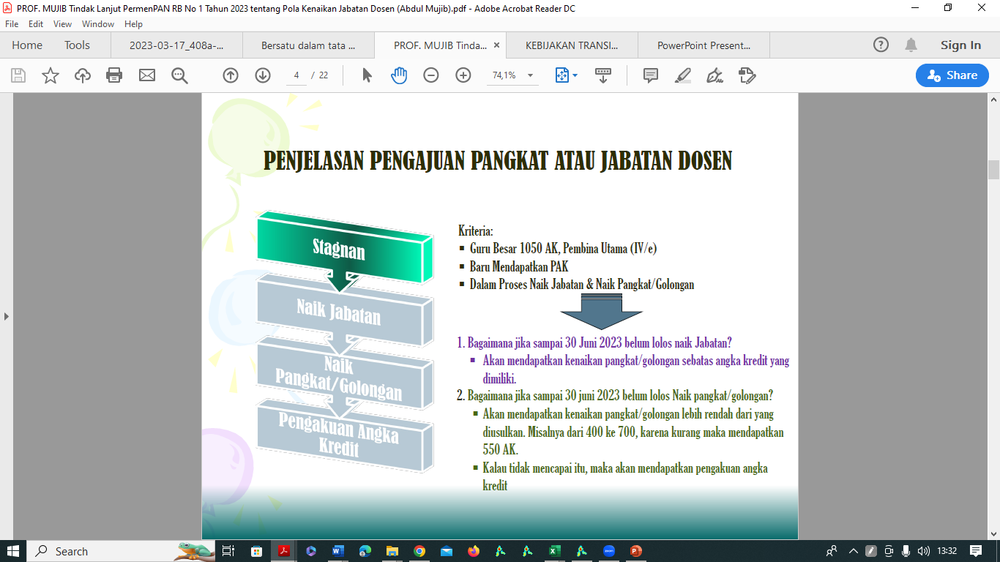 PROF. MUJIB Tindak Lanjut PermenPAN RB No 1 Tahun 2023 tentang Pola Kenaikan Jabatan Dosen (Abdul Mujib).pdf - Adobe Acrobat Reader DC
File Edit View Window Help
Home Tools 2023-03-17_408a-... Bersatu dalam tata ... PROF. MUJIB Tinda... × KEBIJAKAN TRANSI... PowerPoint Present... Sign In
4 / 22 74,1% Share
PENJELASAN PENGAJUAN PANGKAT ATAU JABATAN DOSEN
Stagnan
Naik Jabatan
Naik
Pangkat/Golongan
Pengakuan Angka
Kredit
Kriteria:
▪ Guru Besar 1050 AK, Pembina Utama (IV/e)
▪ Baru Mendapatkan PAK
▪ Dalam Proses Naik Jabatan & Naik Pangkat/Golongan
1. Bagaimana jika sampai 30 Juni 2023 belum lolos naik Jabatan?
▪ Akan mendapatkan kenaikan pangkat/golongan sebatas angka kredit yang
dimiliki.
2. Bagaimana jika sampai 30 juni 2023 belum lolos Naik pangkat/golongan?
▪ Akan mendapatkan kenaikan pangkat/golongan lebih rendah dari yang
diusulkan. Misalnya dari 400 ke 700, karena kurang maka mendapatkan
550 AK.
▪ Kalau tidak mencapai itu, maka akan mendapatkan pengakuan angka
kredit
Search
13:32